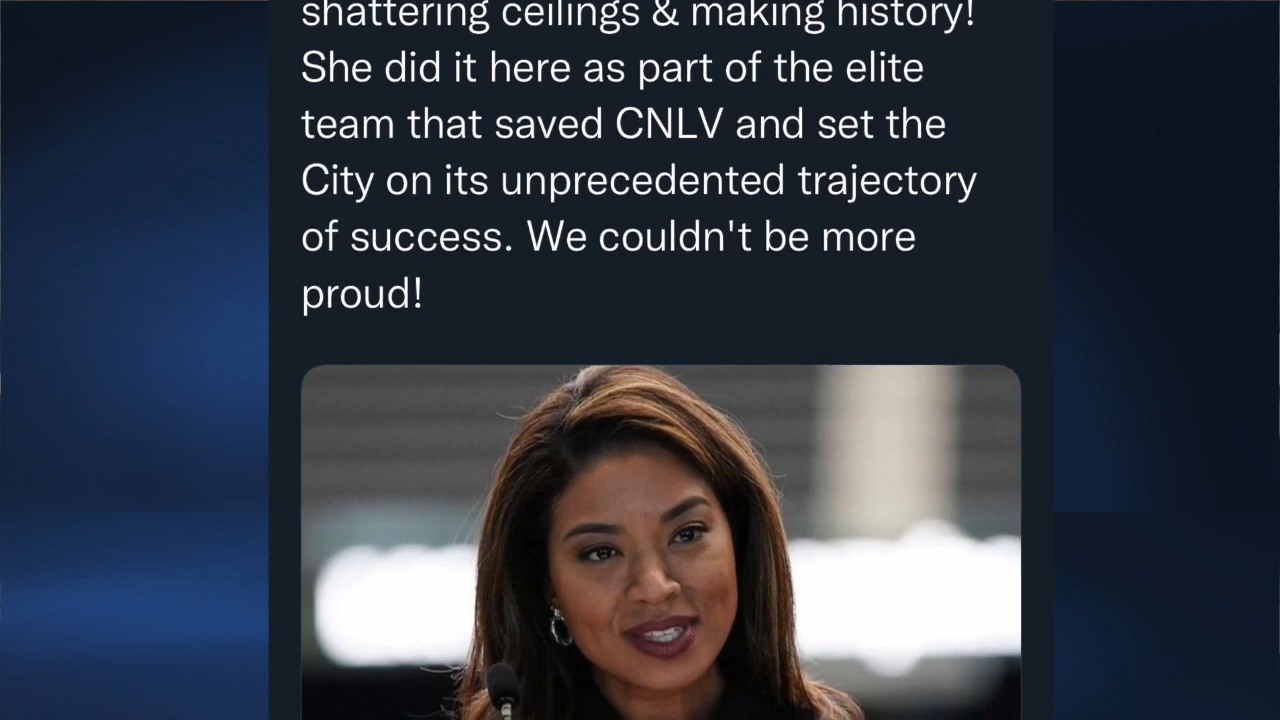 shattering ceilings & making history!
She did it here as part of the elite
team that saved CNLV and set the
City on its unprecedented trajectory
of success. We couldn't be more
proud!